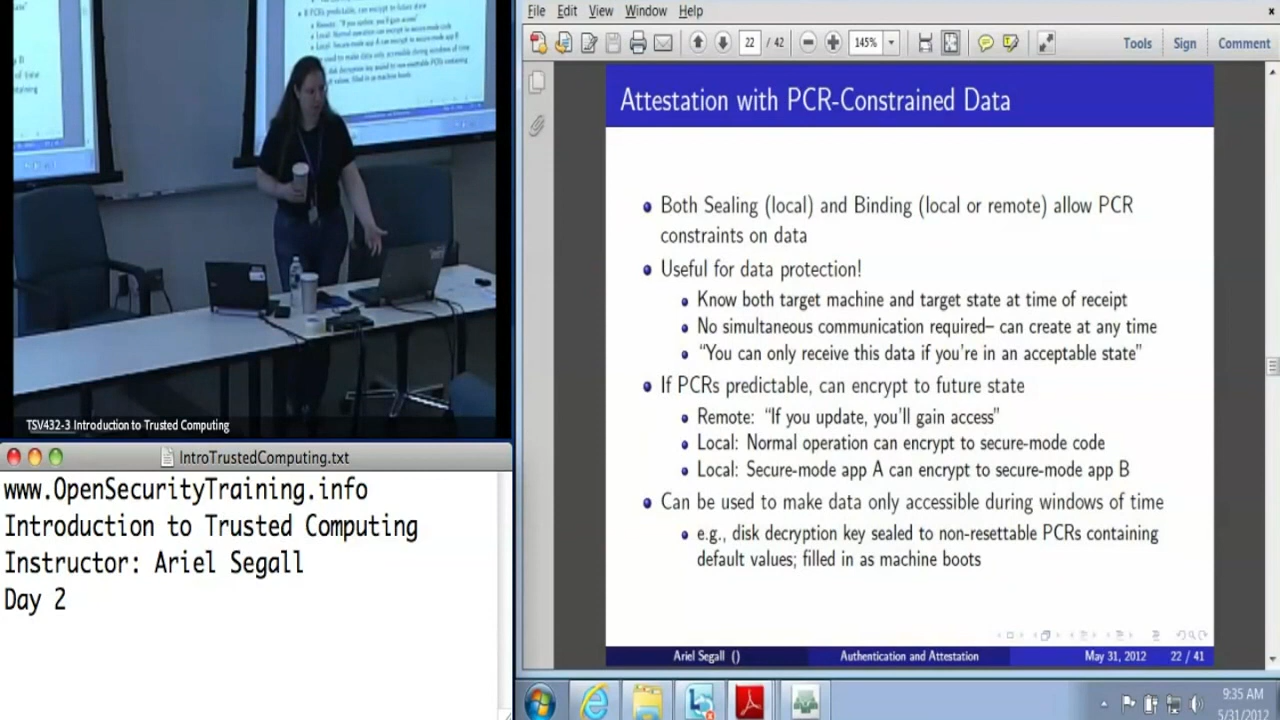 TSV432-3 Introduction to Trusted Computing
IntroTrustedComputing.txt
www.OpenSecurityTraining.info
Introduction to Trusted Computing
Instructor: Ariel Segall
Day 2
File Edit View Window Help
22 / 42
145%
Tools Sign Comment
Attestation with PCR-Constrained Data
Both Sealing (local) and Binding (local or remote) allow PCR
constraints on data
Useful for data protection!
Know both target machine and target state at time of receipt
No simultaneous communication required– can create at any time
“You can only receive this data if you’re in an acceptable state”
If PCRs predictable, can encrypt to future state
Remote: “If you update, you’ll gain access”
Local: Normal operation can encrypt to secure-mode code
Local: Secure-mode app A can encrypt to secure-mode app B
Can be used to make data only accessible during windows of time
e.g., disk decryption key sealed to non-resettable PCRs containing
default values; filled in as machine boots
Ariel Segall () Authentication and Attestation May 31, 2012 22 / 41
9:35 AM
5/31/2012